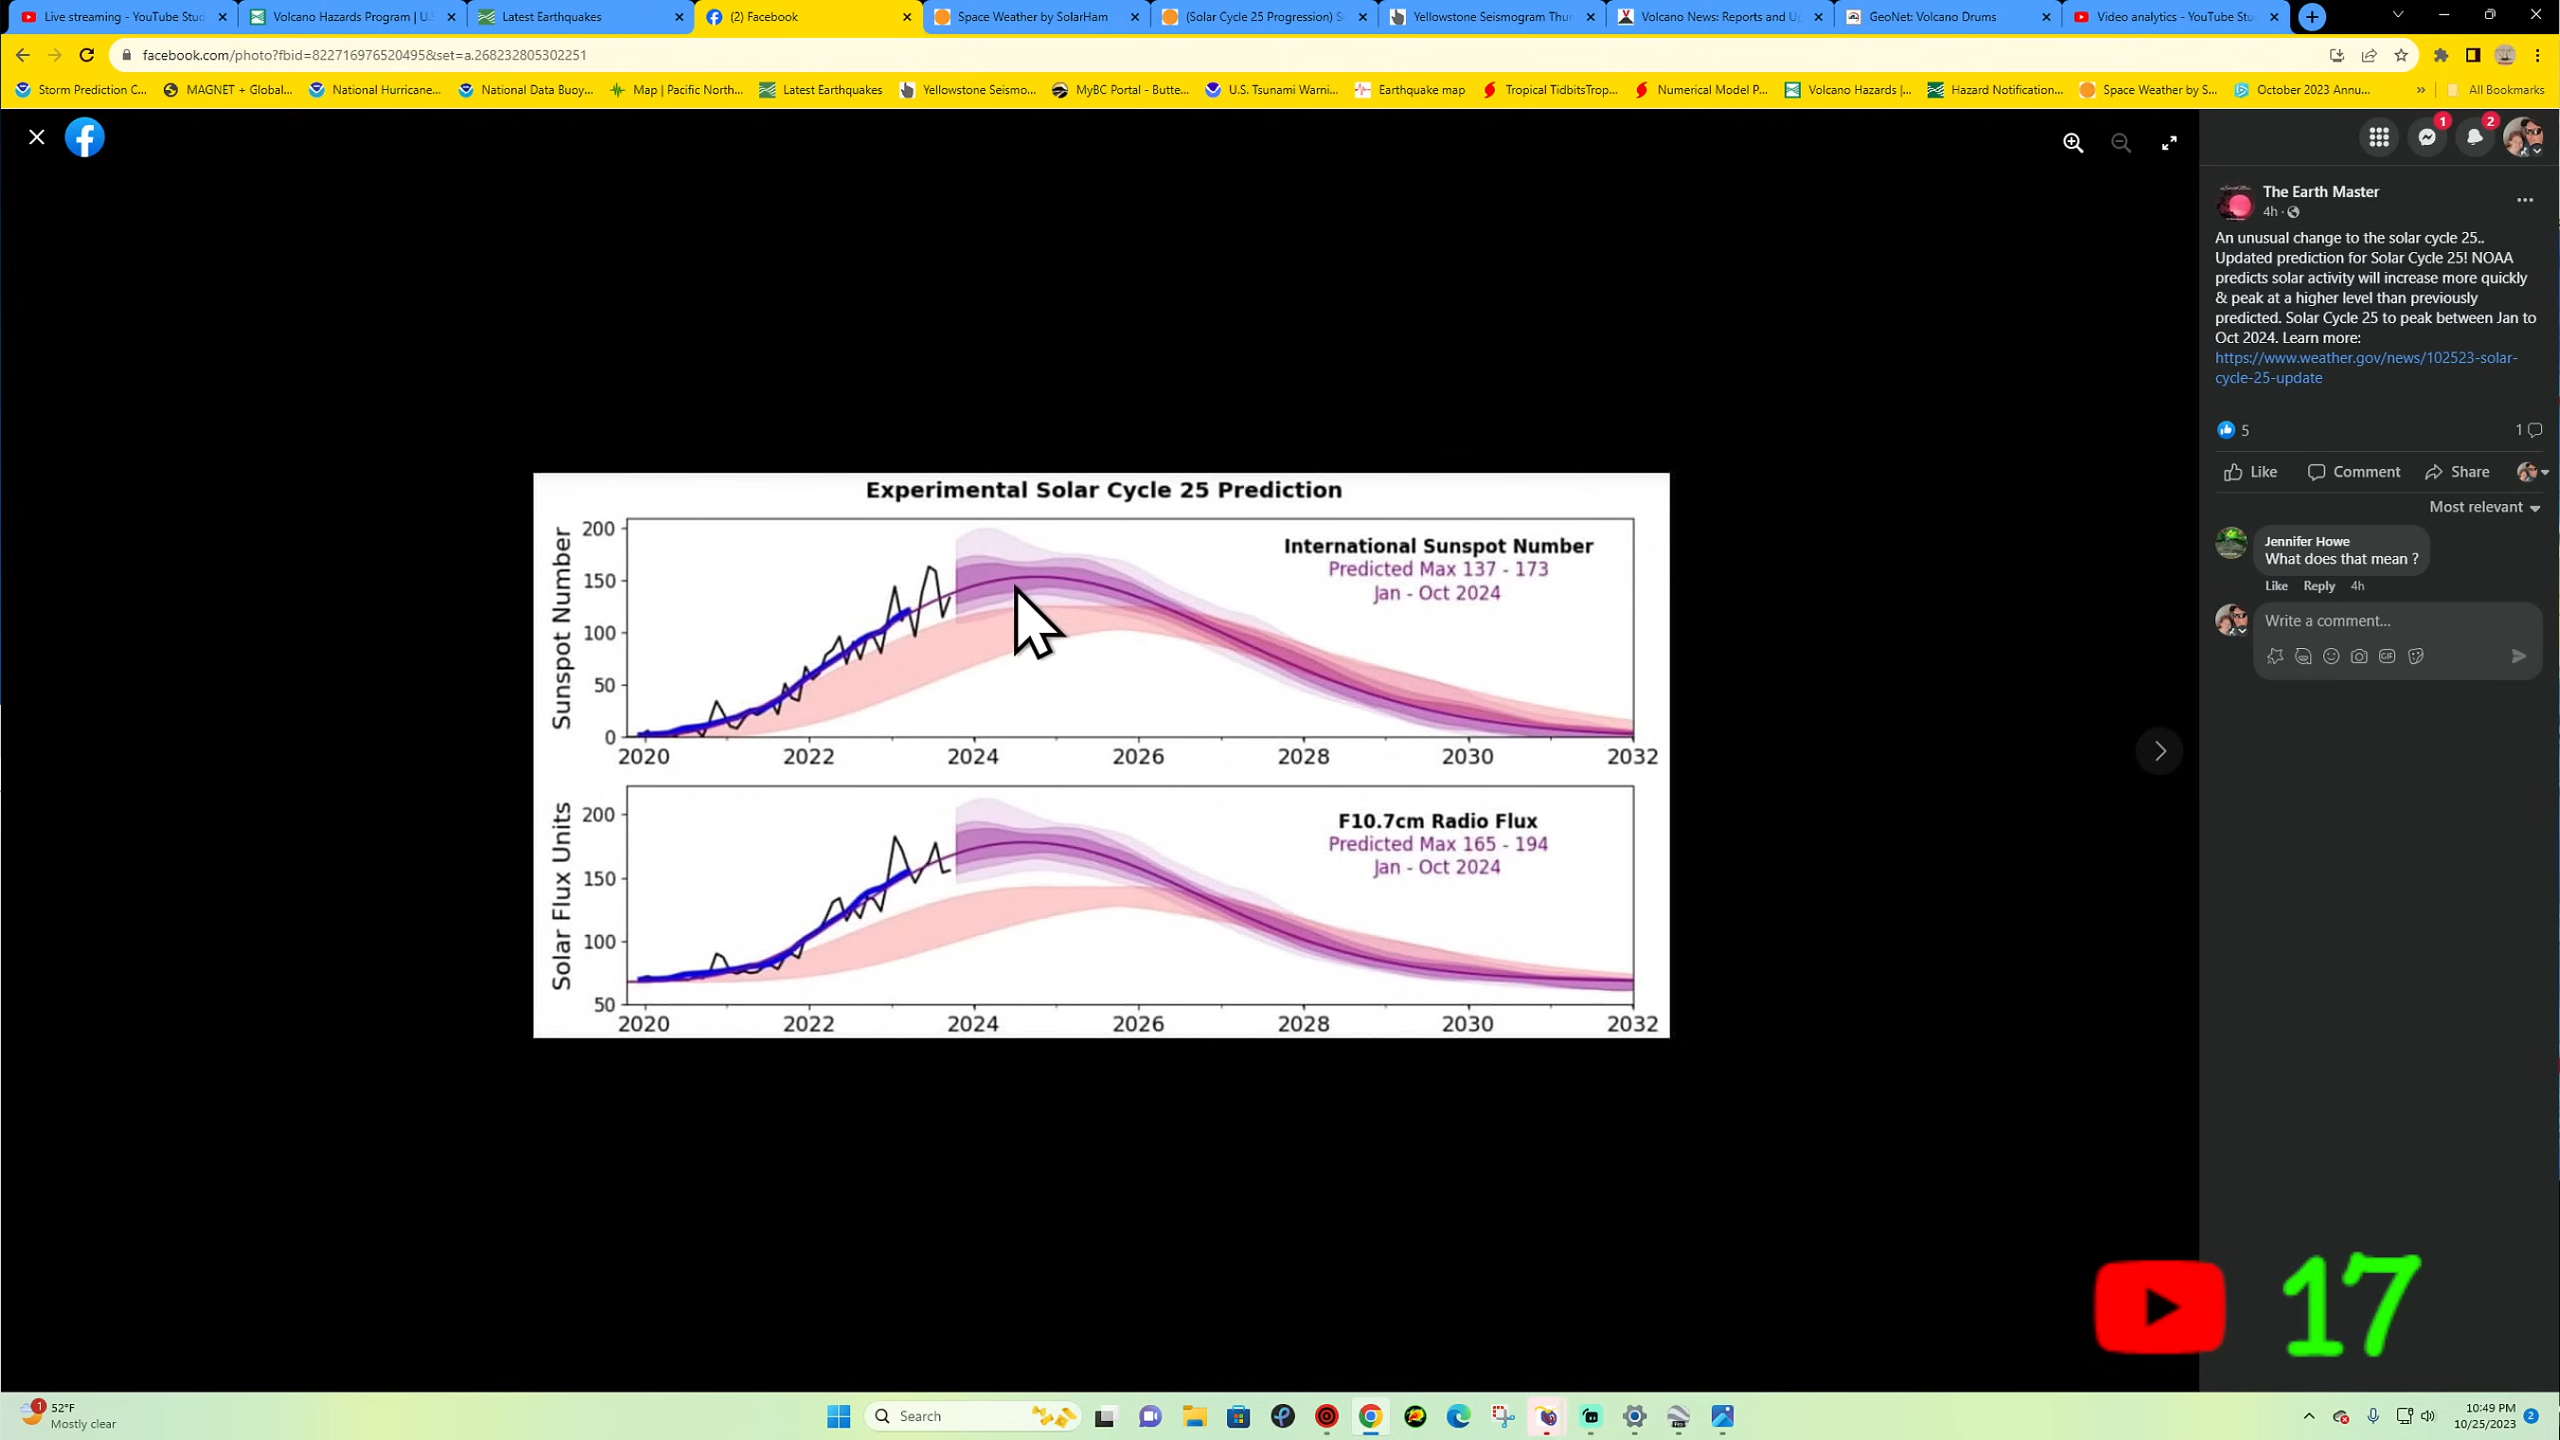 Live streaming - YouTube Stud
Volcano Hazards Program | U.S
Latest Earthquakes
(2) Facebook
Space Weather by SolarHam
(Solar Cycle 25 Progression) S
Yellowstone Seismogram Thu
Volcano News: Reports and Up
GeoNet: Volcano Drums
Video analytics - YouTube Stu
facebook.com/photo?fbid=822716976520495&set=a.268232805302251
Storm Prediction C...
MAGNET + Global...
National Hurricane...
National Data Buoy...
Map | Pacific North...
Latest Earthquakes
Yellowstone Seismo...
MyBC Portal - Butte...
U.S. Tsunami Warni...
Earthquake map
Tropical TidbitsTrop...
Numerical Model P...
Volcano Hazards |...
Hazard Notification...
Space Weather by S...
October 2023 Annu...
»
All Bookmarks
1
2
The Earth Master
4h ·
An unusual change to the solar cycle 25..
Updated prediction for Solar Cycle 25! NOAA
predicts solar activity will increase more quickly
& peak at a higher level than previously
predicted. Solar Cycle 25 to peak between Jan to
Oct 2024. Learn more:
https://www.weather.gov/news/102523-solar-
cycle-25-update
5
1
Like
Comment
Share
Most relevant
Jennifer Howe
What does that mean ?
Like Reply 4h
Write a comment...
GIF
Experimental Solar Cycle 25 Prediction
Sunspot Number
200
150
100
50
0
International Sunspot Number
Predicted Max 137 - 173
Jan - Oct 2024
2020 2022 2024 2026 2028 2030 2032
Solar Flux Units
200
150
100
50
F10.7cm Radio Flux
Predicted Max 165 - 194
Jan - Oct 2024
2020 2022 2024 2026 2028 2030 2032
17
1
52°F
Mostly clear
Search
10:49 PM
10/25/2023
2